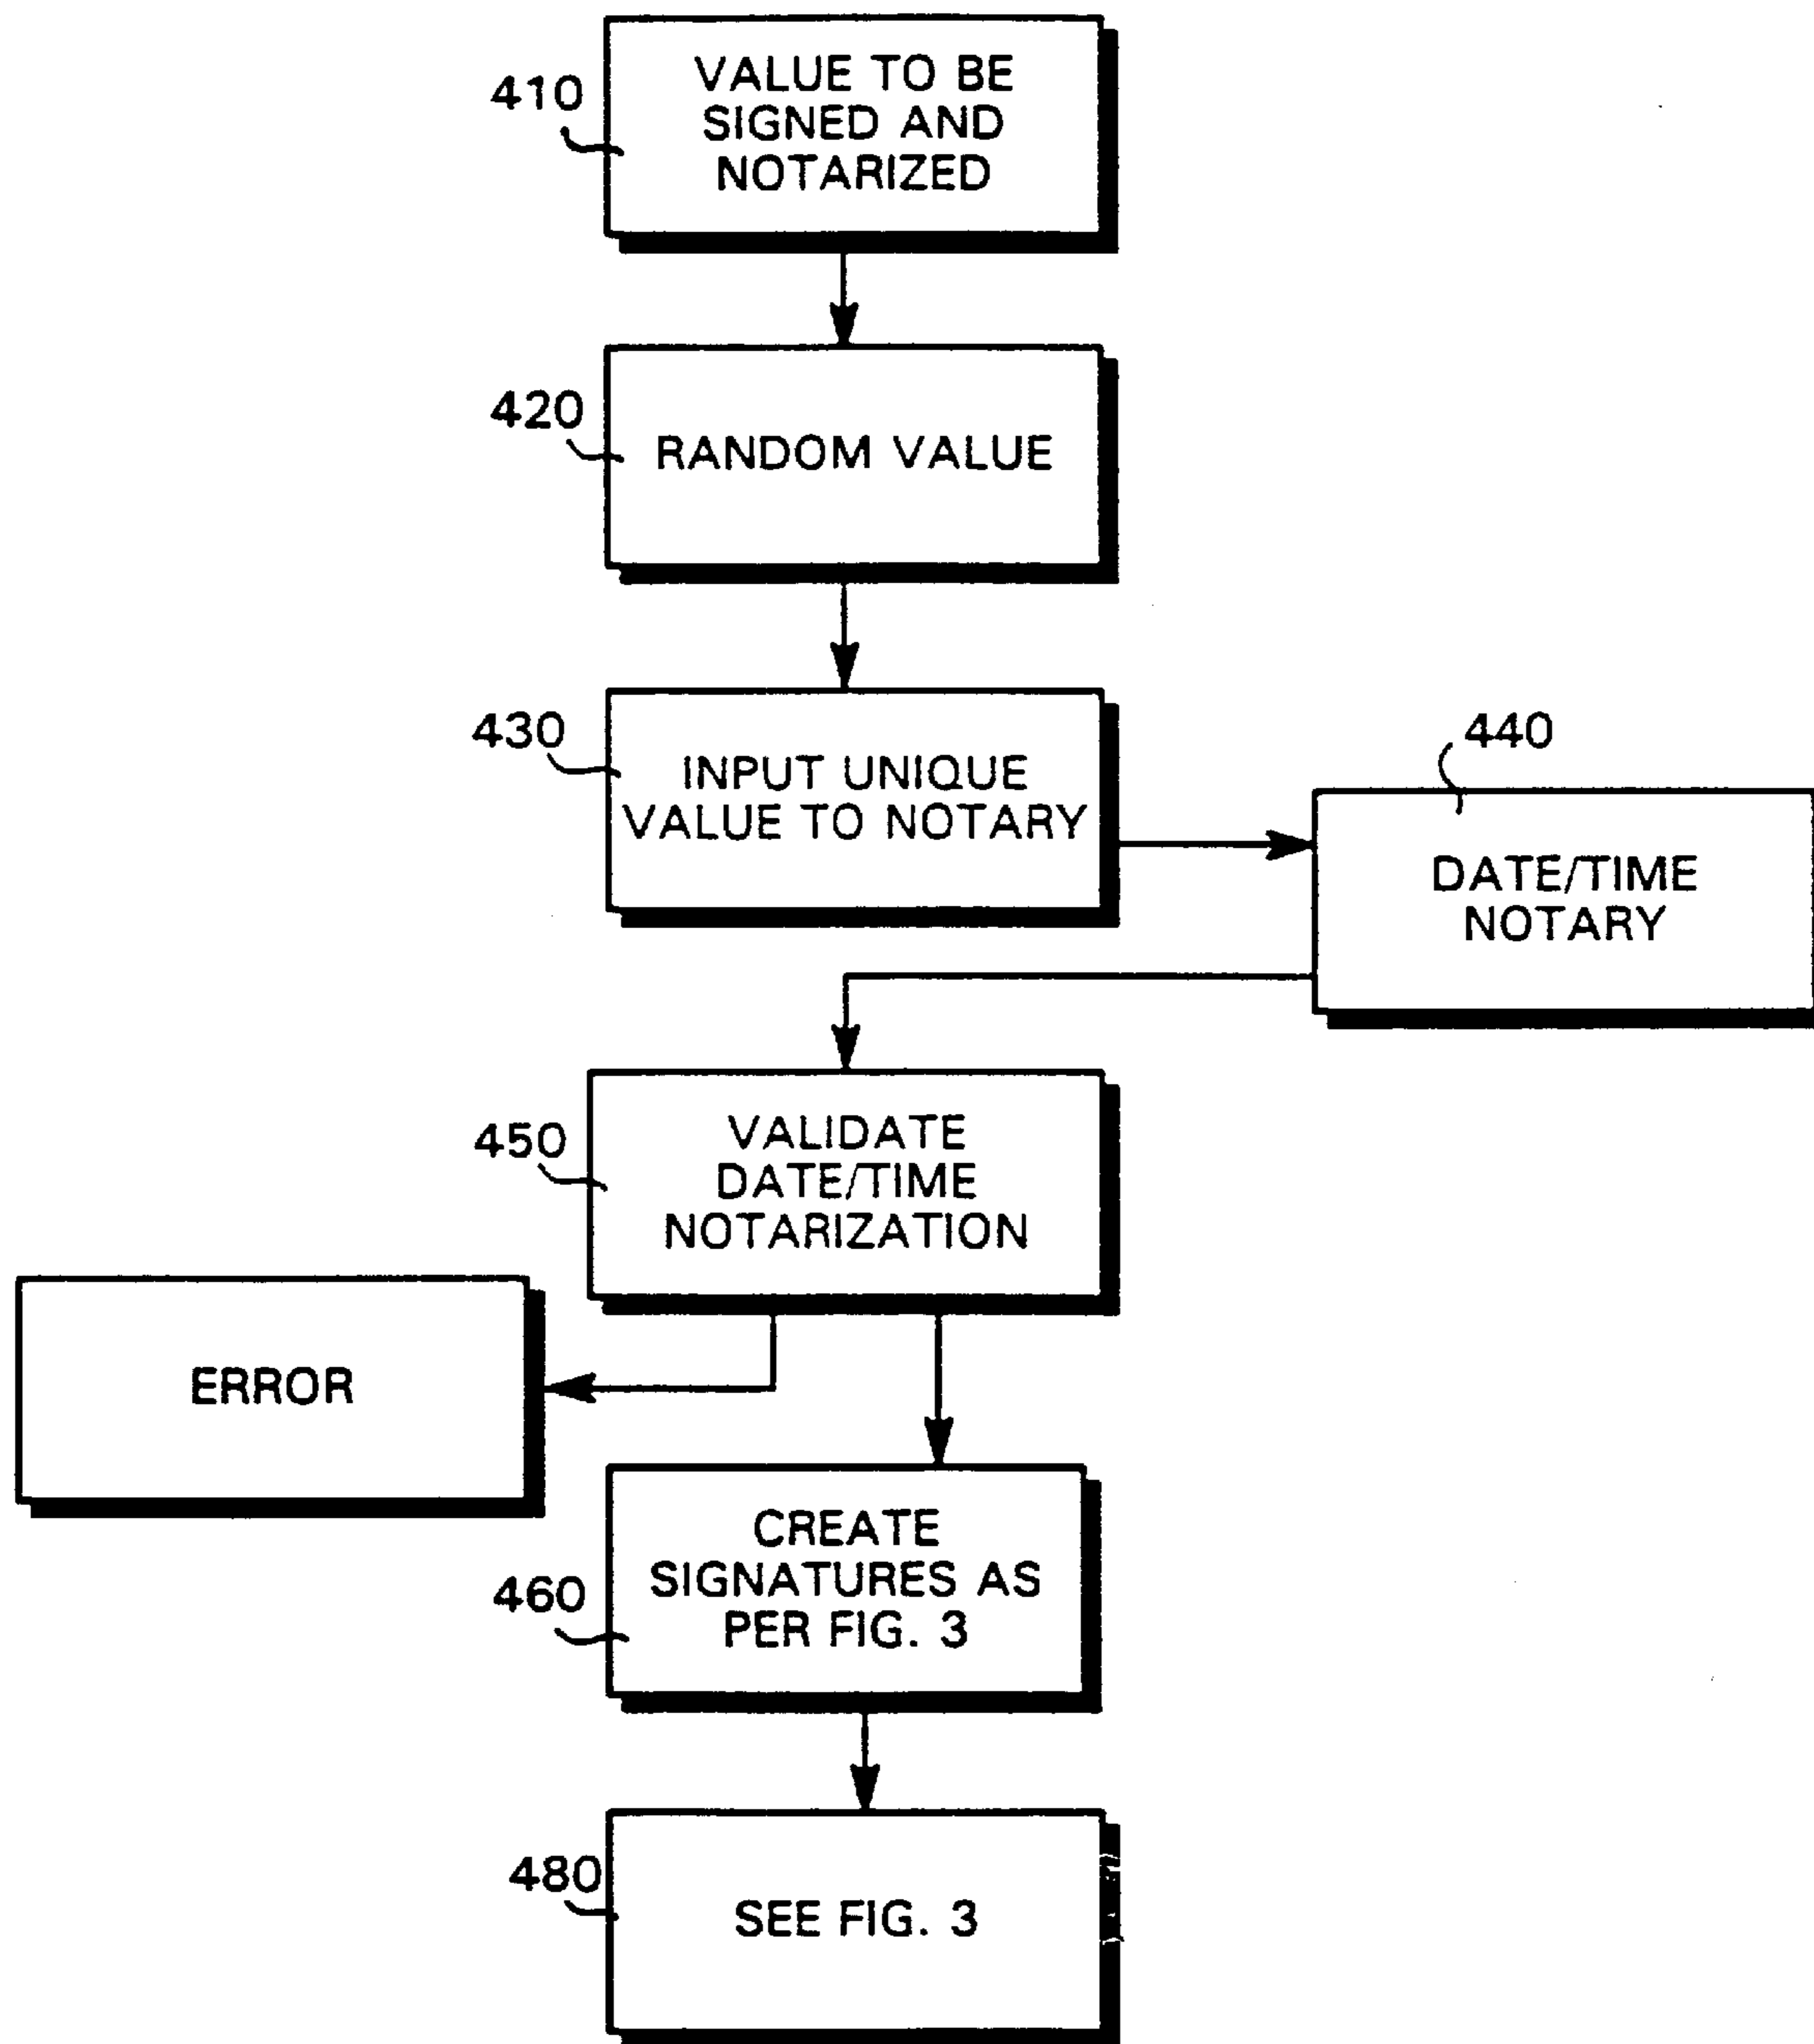 410
VALUE TO BE
SIGNED AND
NOTARIZED
420
RANDOM VALUE
430
INPUT UNIQUE
VALUE TO NOTARY
440
DATE/TIME
NOTARY
450
VALIDATE
DATE/TIME
NOTARIZATION
ERROR
460
CREATE
SIGNATURES AS
PER FIG. 3
480
SEE FIG. 3